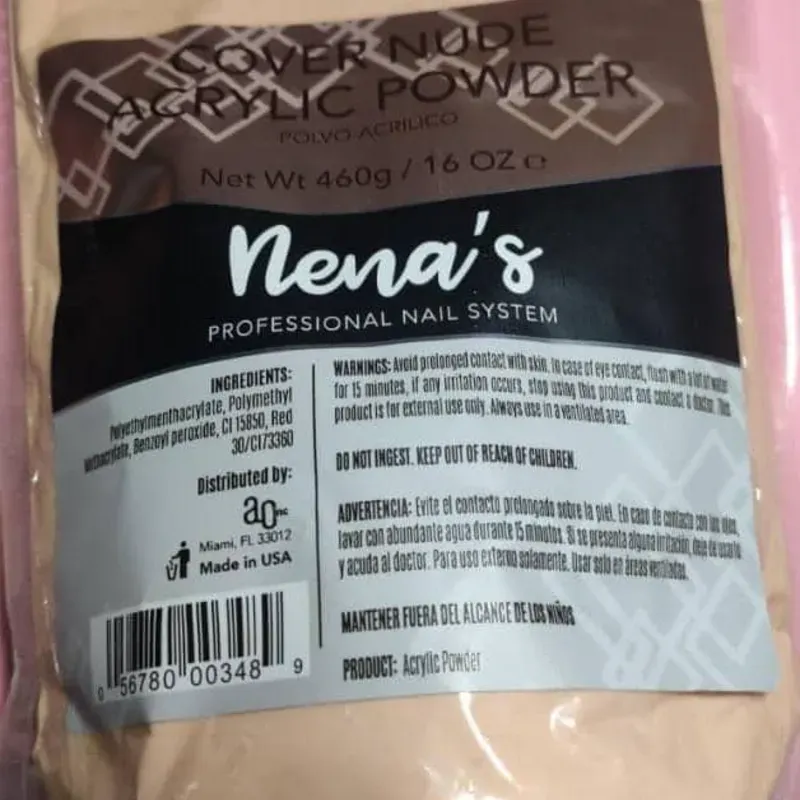 COVER NUDE
ACRYLIC POWDER
POLVO ACRILICO
Net Wt 460g / 16 OZ e
Nena's
PROFESSIONAL NAIL SYSTEM
INGREDIENTS:
Polyethylmenthacrylate, Polymethyl
Methacrylate, Benzoyl peroxide, CI 15850, Red
30/CI73360
Distributed by:
ao inc
Miami, FL 33012
Made in USA
0 56780 00348 9
WARNINGS: Avoid prolonged contact with skin. In case of eye contact, flush with a lot of water
for 15 minutes, if any irritation occurs, stop using this product and contact a doctor. This
product is for external use only. Always use in a ventilated area.
DO NOT INGEST. KEEP OUT OF REACH OF CHILDREN.
ADVERTENCIA: Evite el contacto prolongado sobre la piel. En caso de contacto con los ojos,
lavar con abundante agua durante 15 minutos. Si se presenta alguna irritación, deje de usarlo
y acuda al doctor. Para uso externo solamente. Usar solo en áreas ventiladas.
MANTENER FUERA DEL ALCANCE DE LOS NIÑOS
PRODUCT: Acrylic Powder